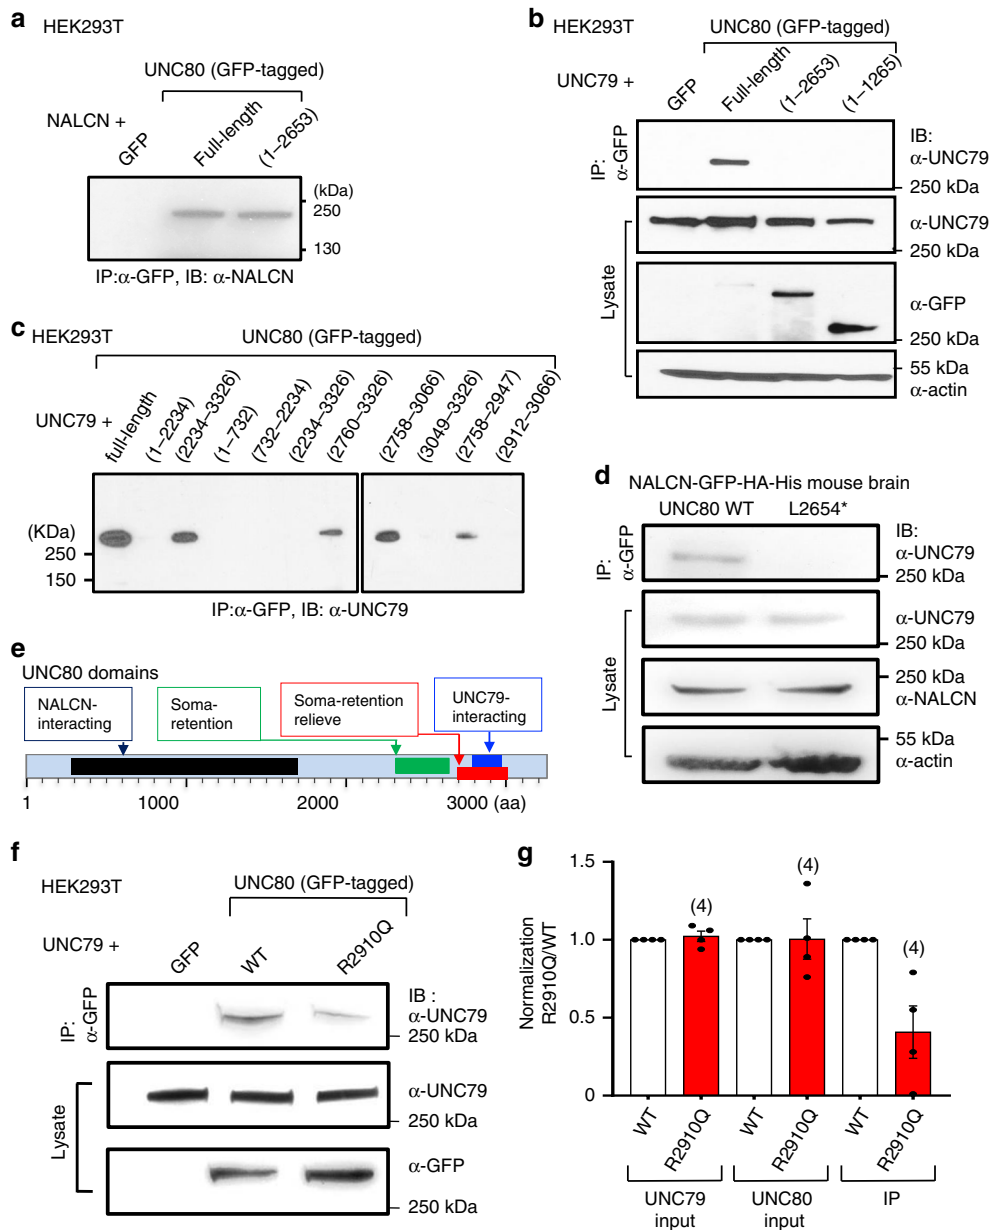 a
HEK293T
UNC80 (GFP-tagged)
NALCN +
GFP
Full-length
(1–2653)
(kDa)
250
130
IP:α-GFP, IB: α-NALCN
b
HEK293T
UNC80 (GFP-tagged)
UNC79 +
GFP
Full-length
(1–2653)
(1–1265)
IP:
α-GFP
IB:
α-UNC79
250 kDa
Lysate
α-UNC79
250 kDa
α-GFP
250 kDa
55 kDa
α-actin
c
HEK293T
UNC80 (GFP-tagged)
UNC79 +
full-length
(1–2234)
(2234–3326)
(1–732)
(732–2234)
(2234–3326)
(2760–3326)
(2758–3066)
(3049–3326)
(2758–2947)
(2912–3066)
(KDa)
250
150
IP:α-GFP, IB: α-UNC79
d
NALCN-GFP-HA-His mouse brain
UNC80 WT
L2654*
IP:
α-GFP
IB:
α-UNC79
250 kDa
Lysate
α-UNC79
250 kDa
250 kDa
α-NALCN
55 kDa
α-actin
e
UNC80 domains
NALCN-
interacting
Soma-
retention
Soma-retention
relieve
UNC79-
interacting
1
1000
2000
3000 (aa)
f
HEK293T
UNC80 (GFP-tagged)
UNC79 +
GFP
WT
R2910Q
IP:
α-GFP
IB :
α-UNC79
250 kDa
Lysate
α-UNC79
250 kDa
α-GFP
250 kDa
g
Normalization
R2910Q/WT
1.5
1.0
0.5
0
(4)
(4)
(4)
WT
R2910Q
WT
R2910Q
WT
R2910Q
UNC79
input
UNC80
input
IP